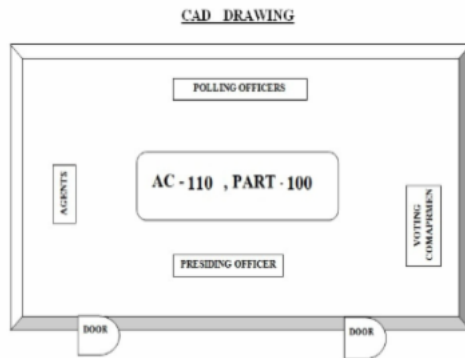 CAD DRAWING
POLLING OFFICERS
AGENTS
AC - 110 , PART - 100
VOTING
COMAPRMEN
PRESIDING OFFICER
DOOR
DOOR